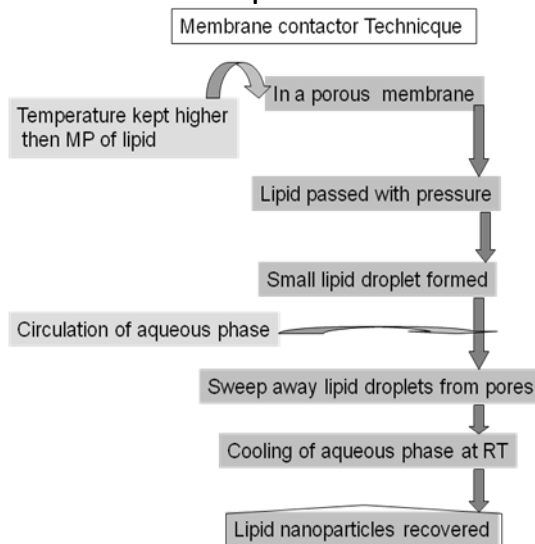 Membrane contactor Technicque
In a porous membrane
Temperature kept higher
then MP of lipid
Lipid passed with pressure
Small lipid droplet formed
Circulation of aqueous phase
Sweep away lipid droplets from pores
Cooling of aqueous phase at RT
Lipid nanoparticles recovered